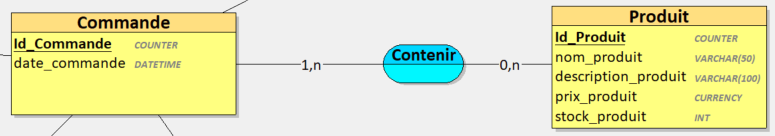 Commande
Id_Commande COUNTER
date_commande DATETIME
1,n
Contenir
0,n
Produit
Id_Produit COUNTER
nom_produit VARCHAR(50)
description_produit VARCHAR(100)
prix_produit CURRENCY
stock_produit INT